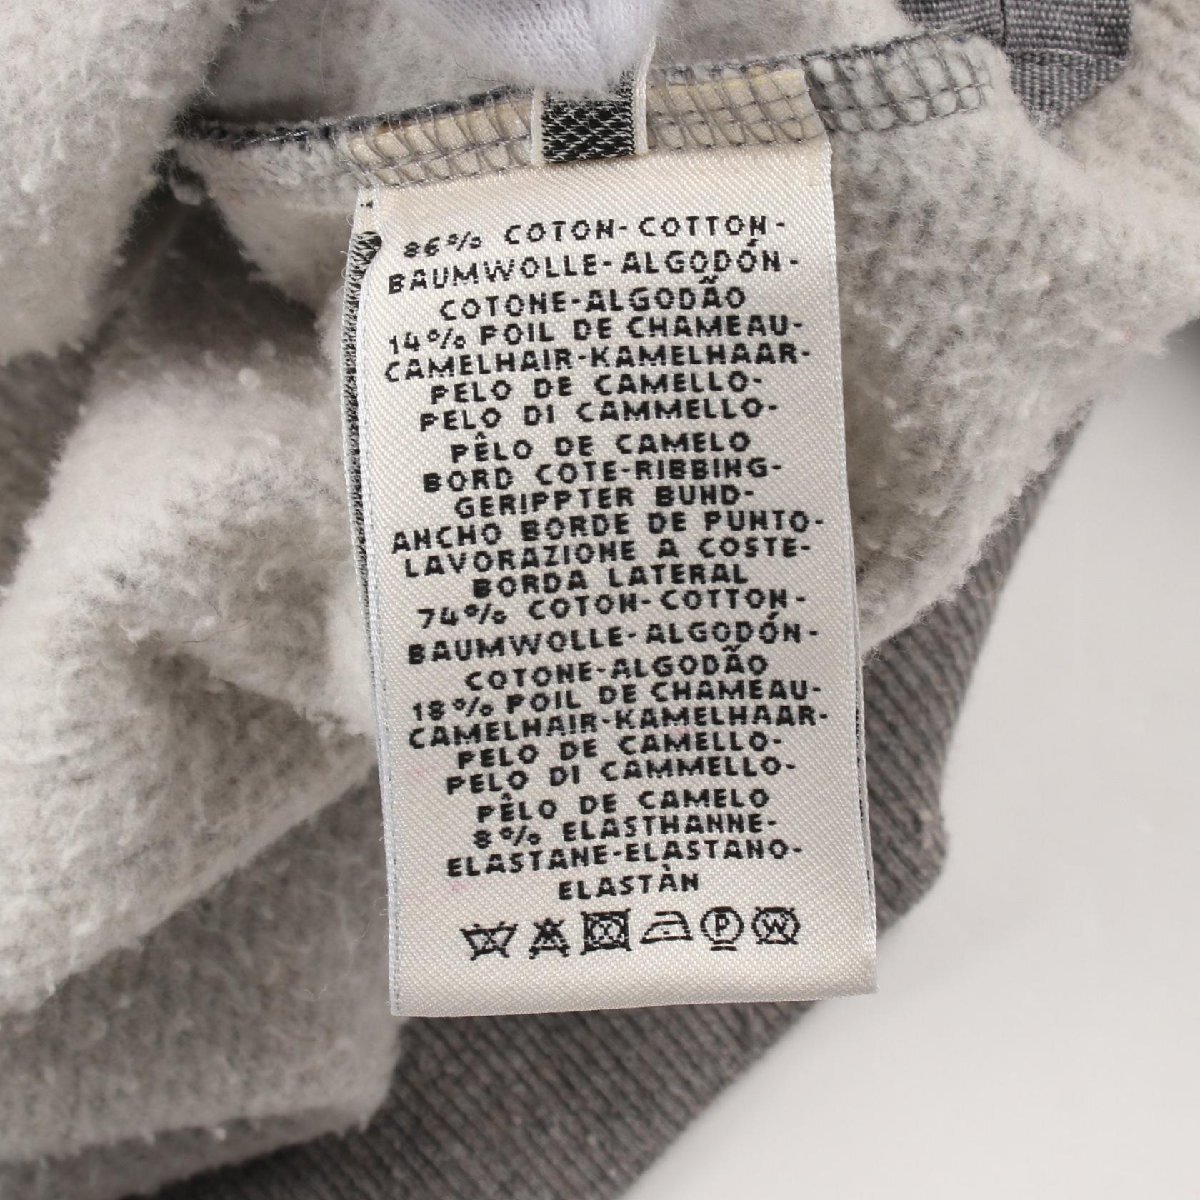 86% COTON-COTTON-
BAUMWOLLE-ALGODÓN-
COTONE-ALGODÃO
14% POIL DE CHAMEAU-
CAMELHAIR-KAMELHAAR-
PELO DE CAMELLO-
PELO DI CAMMELLO-
PÊLO DE CAMELO
BORD COTE-RIBBING-
GERIPPTER BUND-
ANCHO BORDE DE PUNTO-
LAVORAZIONE A COSTE-
BORDA LATERAL
74% COTON-COTTON-
BAUMWOLLE-ALGODÓN-
COTONE-ALGODÃO
18% POIL DE CHAMEAU-
CAMELHAIR-KAMELHAAR-
PELO DE CAMELLO-
PELO DI CAMMELLO-
PÊLO DE CAMELO
8% ELASTHANNE-
ELASTANE-ELASTANO-
ELASTÀN
P W